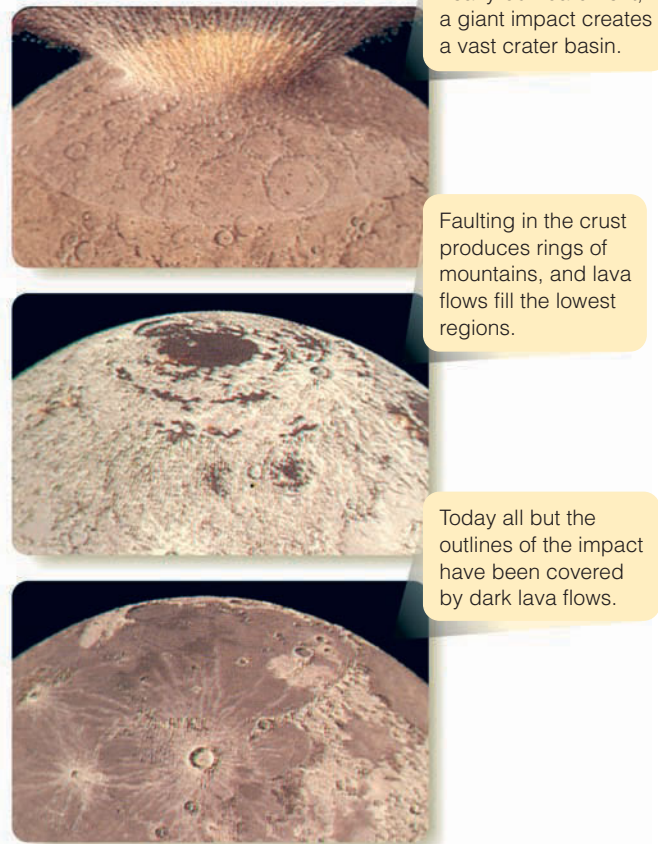 a giant impact creates
a vast crater basin.
Faulting in the crust
produces rings of
mountains, and lava
flows fill the lowest
regions.
Today all but the
outlines of the impact
have been covered
by dark lava flows.